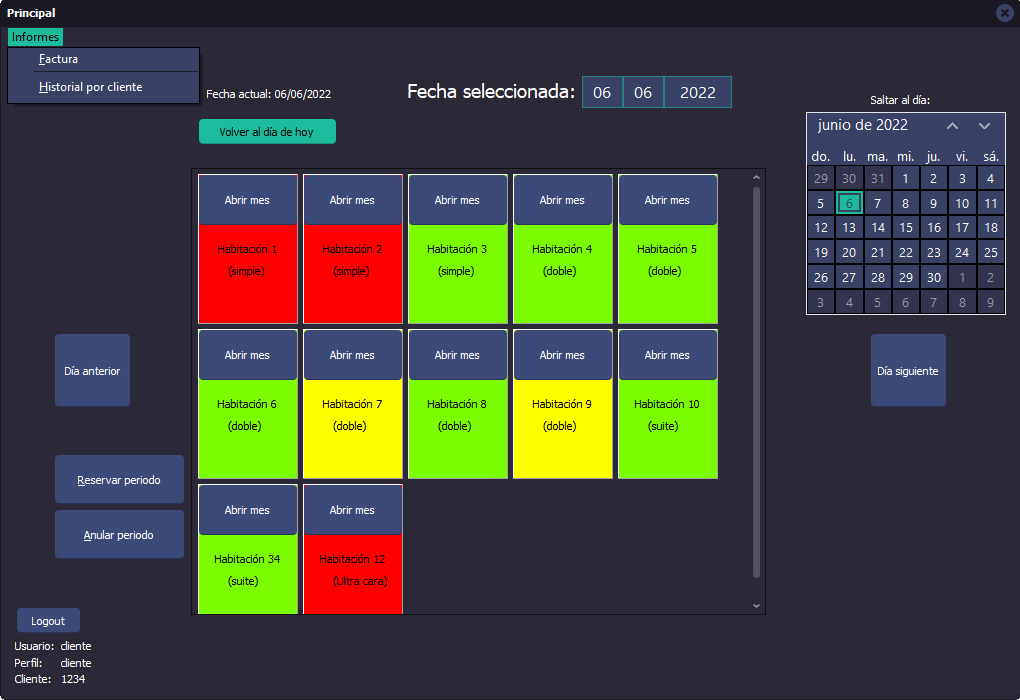 Principal
Informes
Factura
Historial por cliente
Fecha actual: 06/06/2022
Fecha seleccionada: 06 06 2022
Volver al día de hoy
Saltar al día:
junio de 2022
do. lu. ma. mi. ju. vi. sá.
29 30 31 1 2 3 4
5 6 7 8 9 10 11
12 13 14 15 16 17 18
19 20 21 22 23 24 25
26 27 28 29 30 1 2
3 4 5 6 7 8 9
Abrir mes Abrir mes Abrir mes Abrir mes Abrir mes
Habitación 1 Habitación 2 Habitación 3 Habitación 4 Habitación 5
(simple) (simple) (simple) (doble) (doble)
Abrir mes Abrir mes Abrir mes Abrir mes Abrir mes
Habitación 6 Habitación 7 Habitación 8 Habitación 9 Habitación 10
(doble) (doble) (doble) (doble) (suite)
Abrir mes Abrir mes
Habitación 34 Habitación 12
(suite) (Ultra cara)
Día anterior
Día siguiente
Reservar periodo
Anular periodo
Logout
Usuario: cliente
Perfil: cliente
Cliente: 1234